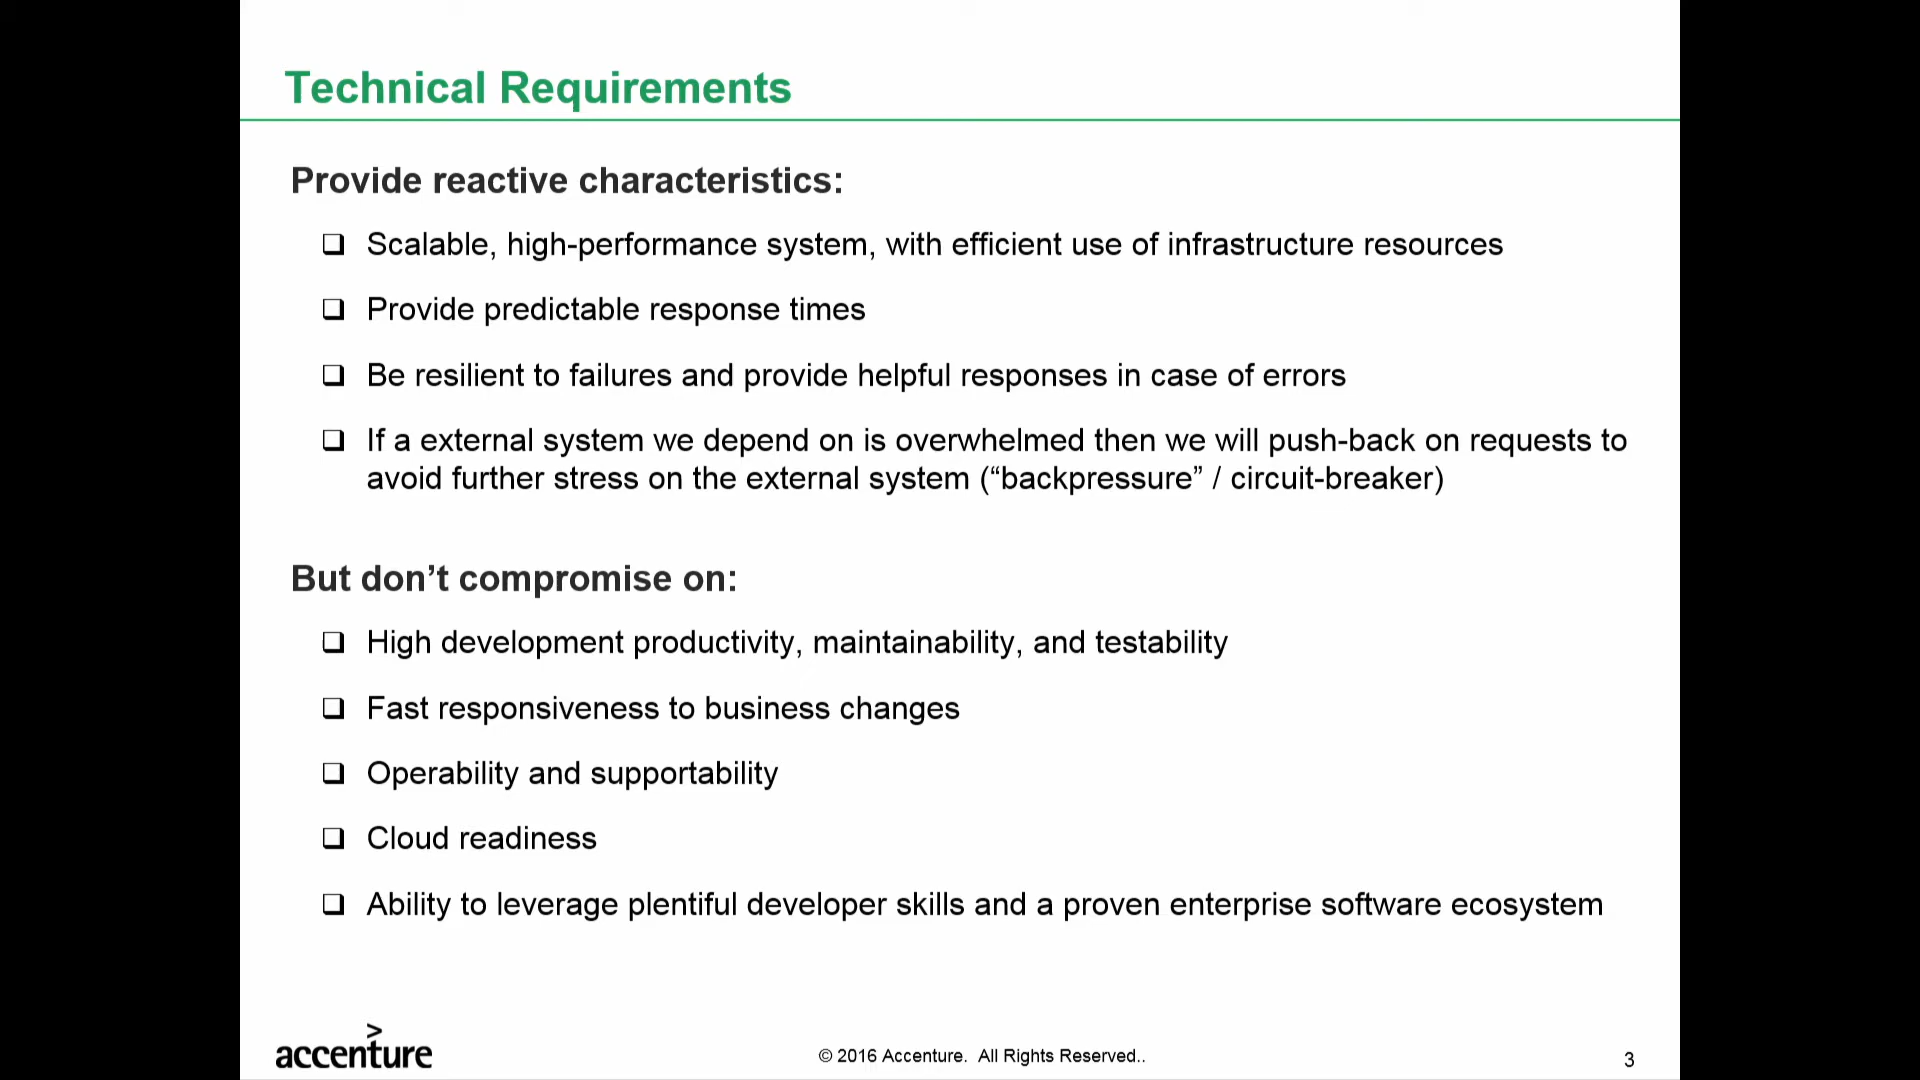 Technical Requirements
Provide reactive characteristics:
❑ Scalable, high-performance system, with efficient use of infrastructure resources
❑ Provide predictable response times
❑ Be resilient to failures and provide helpful responses in case of errors
❑ If a external system we depend on is overwhelmed then we will push-back on requests to
avoid further stress on the external system (“backpressure” / circuit-breaker)
But don’t compromise on:
❑ High development productivity, maintainability, and testability
❑ Fast responsiveness to business changes
❑ Operability and supportability
❑ Cloud readiness
❑ Ability to leverage plentiful developer skills and a proven enterprise software ecosystem
accenture
© 2016 Accenture. All Rights Reserved..
3